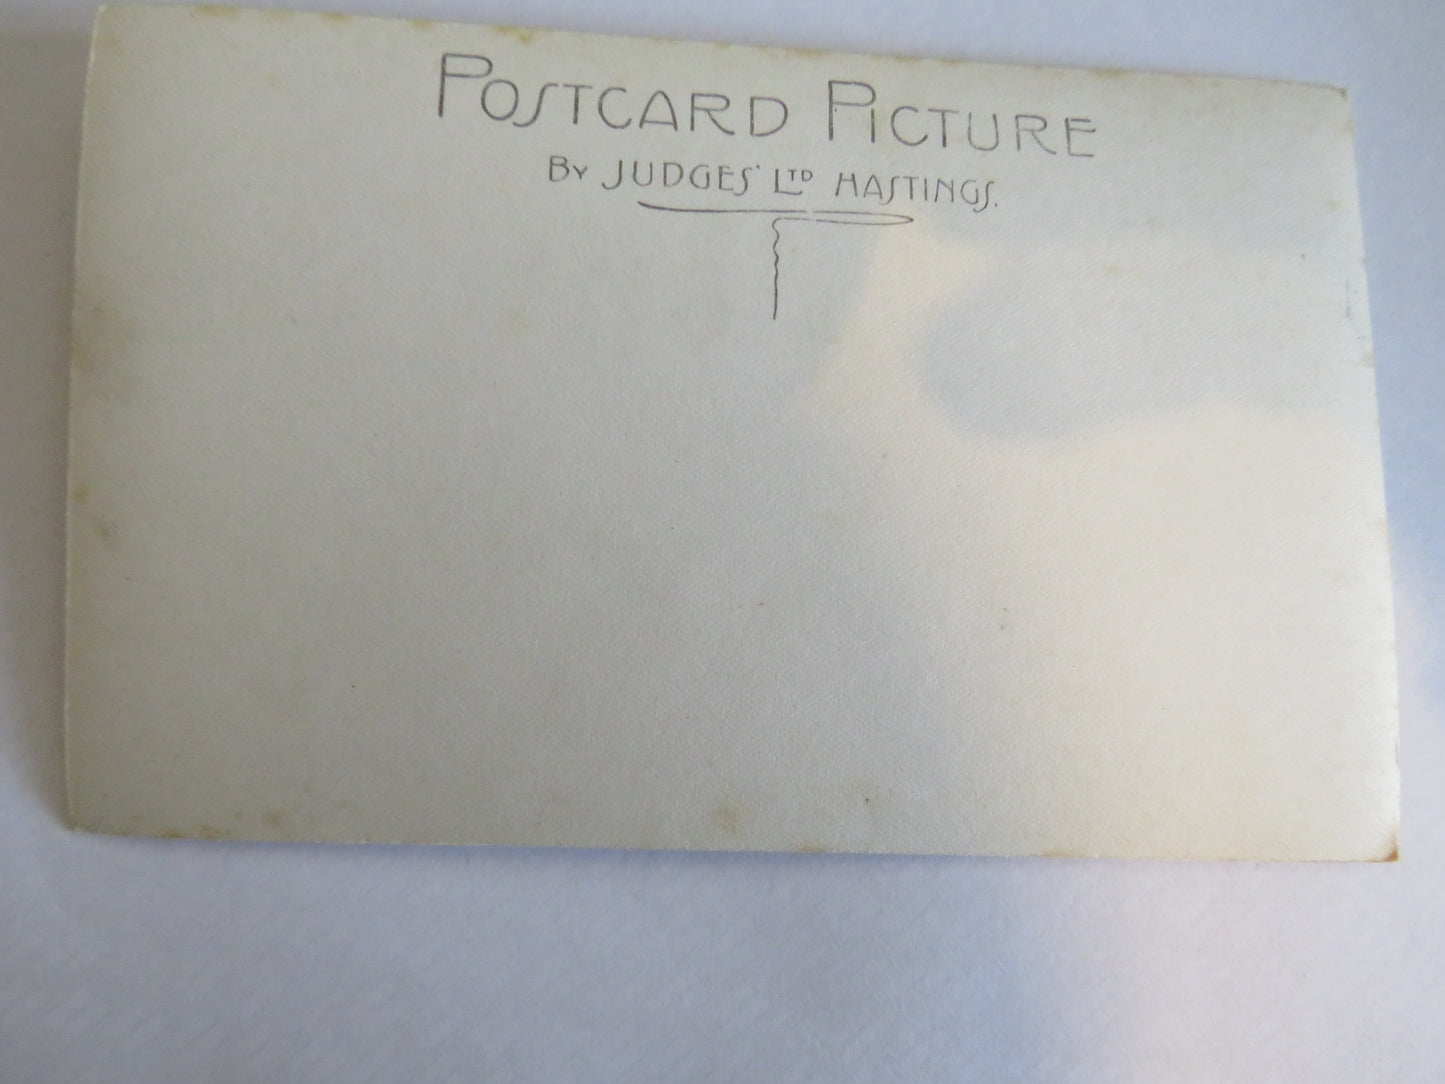 POSTCARD PICTURE
BY JUDGES' LTD HASTINGS.